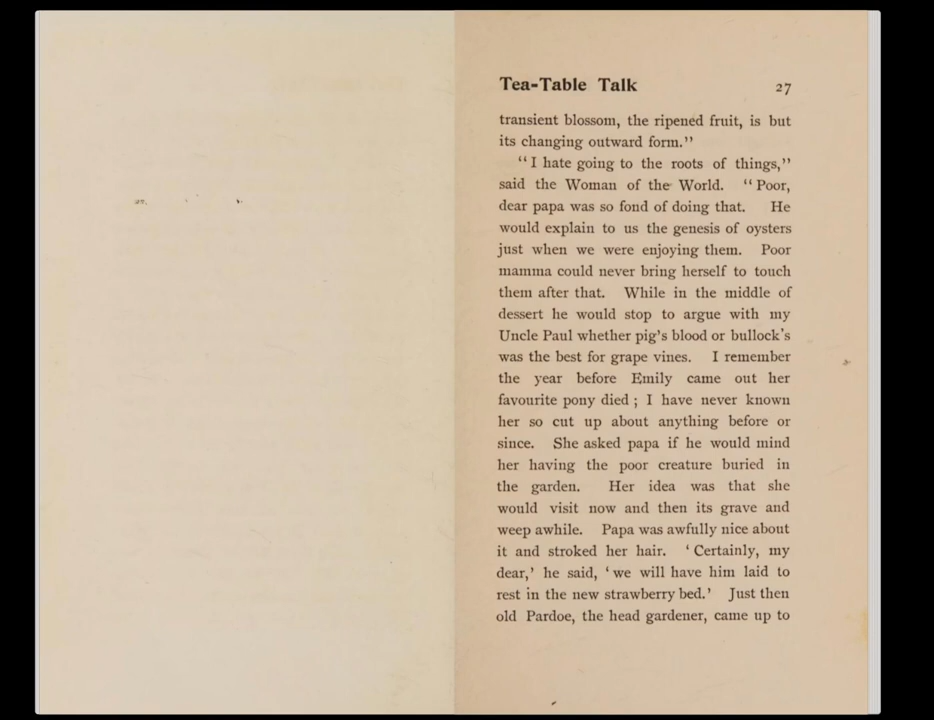 Tea-Table Talk 27
transient blossom, the ripened fruit, is but
its changing outward form."
"I hate going to the roots of things,"
said the Woman of the World. "Poor,
dear papa was so fond of doing that. He
would explain to us the genesis of oysters
just when we were enjoying them. Poor
mamma could never bring herself to touch
them after that. While in the middle of
dessert he would stop to argue with my
Uncle Paul whether pig's blood or bullock's
was the best for grape vines. I remember
the year before Emily came out her
favourite pony died; I have never known
her so cut up about anything before or
since. She asked papa if he would mind
her having the poor creature buried in
the garden. Her idea was that she
would visit now and then its grave and
weep awhile. Papa was awfully nice about
it and stroked her hair. 'Certainly, my
dear,' he said, 'we will have him laid to
rest in the new strawberry bed.' Just then
old Pardoe, the head gardener, came up to